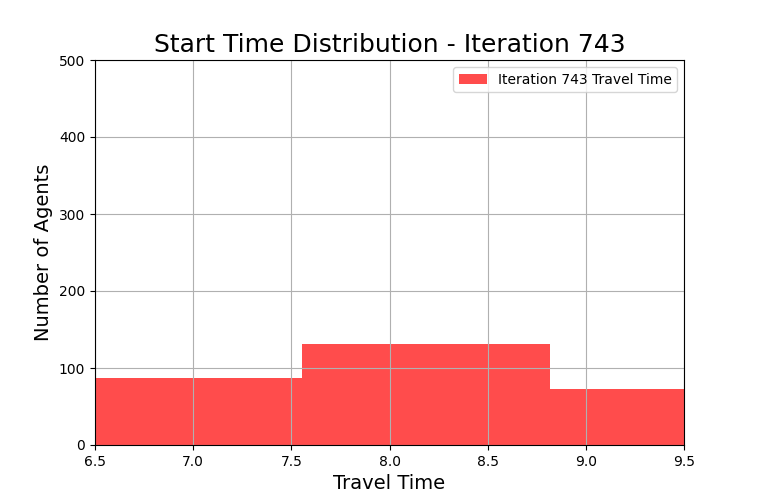 Start Time Distribution - Iteration 743
500
400
300
200
100
0
Number of Agents
Iteration 743 Travel Time
6.5 7.0 7.5 8.0 8.5 9.0 9.5
Travel Time